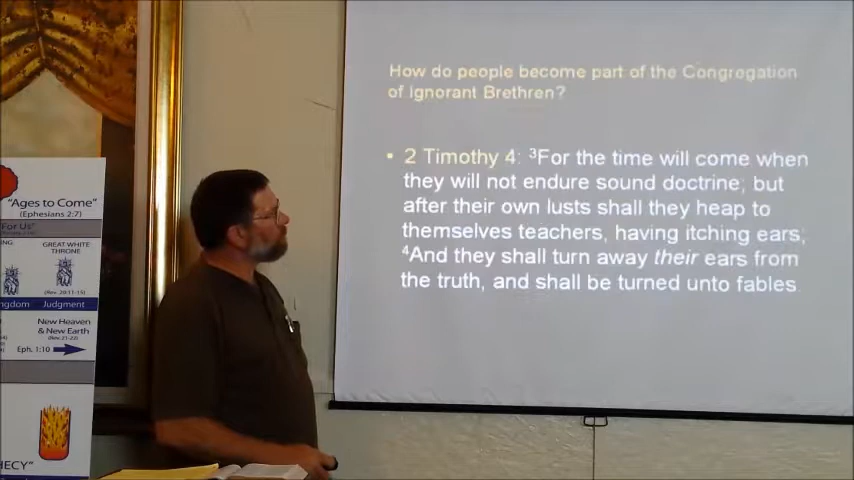 How do people become part of the Congregation
of ignorant Brethren?
2 Timothy 4: ³For the time will come when
they will not endure sound doctrine; but
after their own lusts shall they heap to
themselves teachers, having itching ears;
⁴And they shall turn away their ears from
the truth, and shall be turned unto fables.
"Ages to Come"
(Ephesians 2:7)
For Us"
GREAT WHITE
THRONE
(Rev.20:11-15)
Judgment
New Heaven
& New Earth
(Rev.21-22)
Eph. 1:10